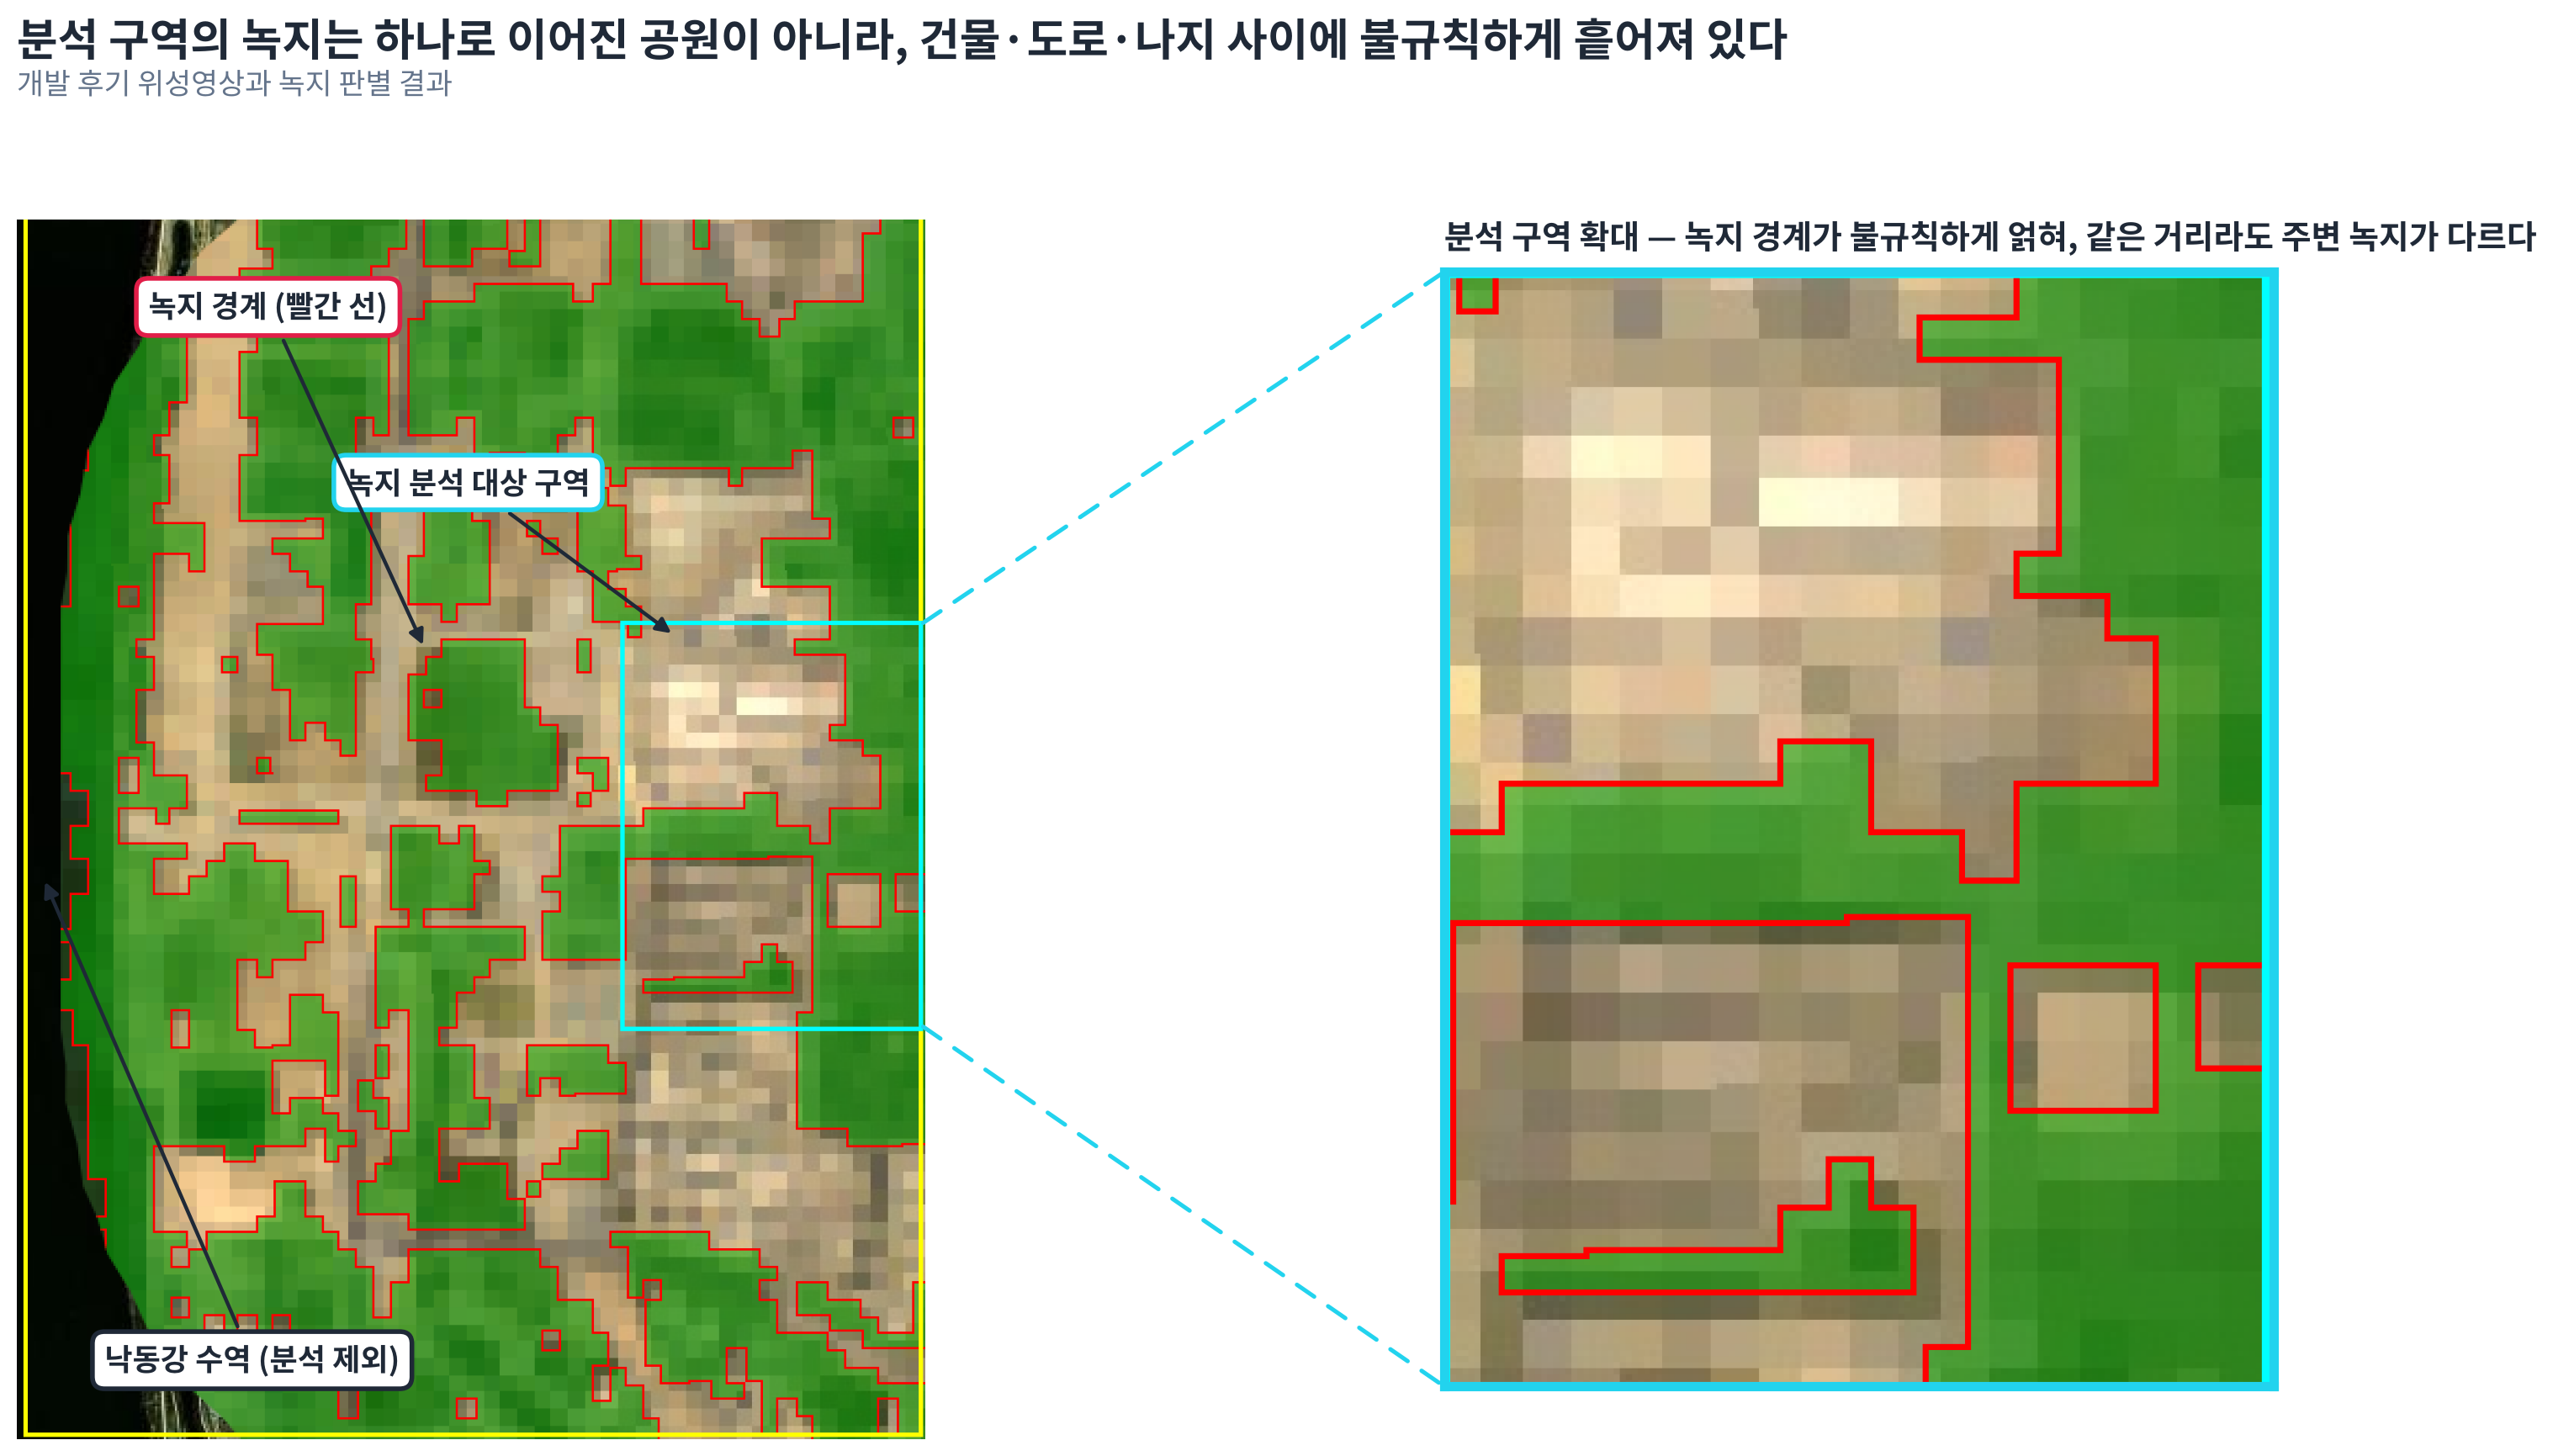 분석 구역의 녹지는 하나로 이어진 공원이 아니라, 건물·도로·나지 사이에 불규칙하게 흩어져 있다
개발 후기 위성영상과 녹지 판별 결과
분석 구역 확대 — 녹지 경계가 불규칙하게 얽혀, 같은 거리라도 주변 녹지가 다르다
녹지 경계 (빨간 선)
녹지 분석 대상 구역
낙동강 수역 (분석 제외)